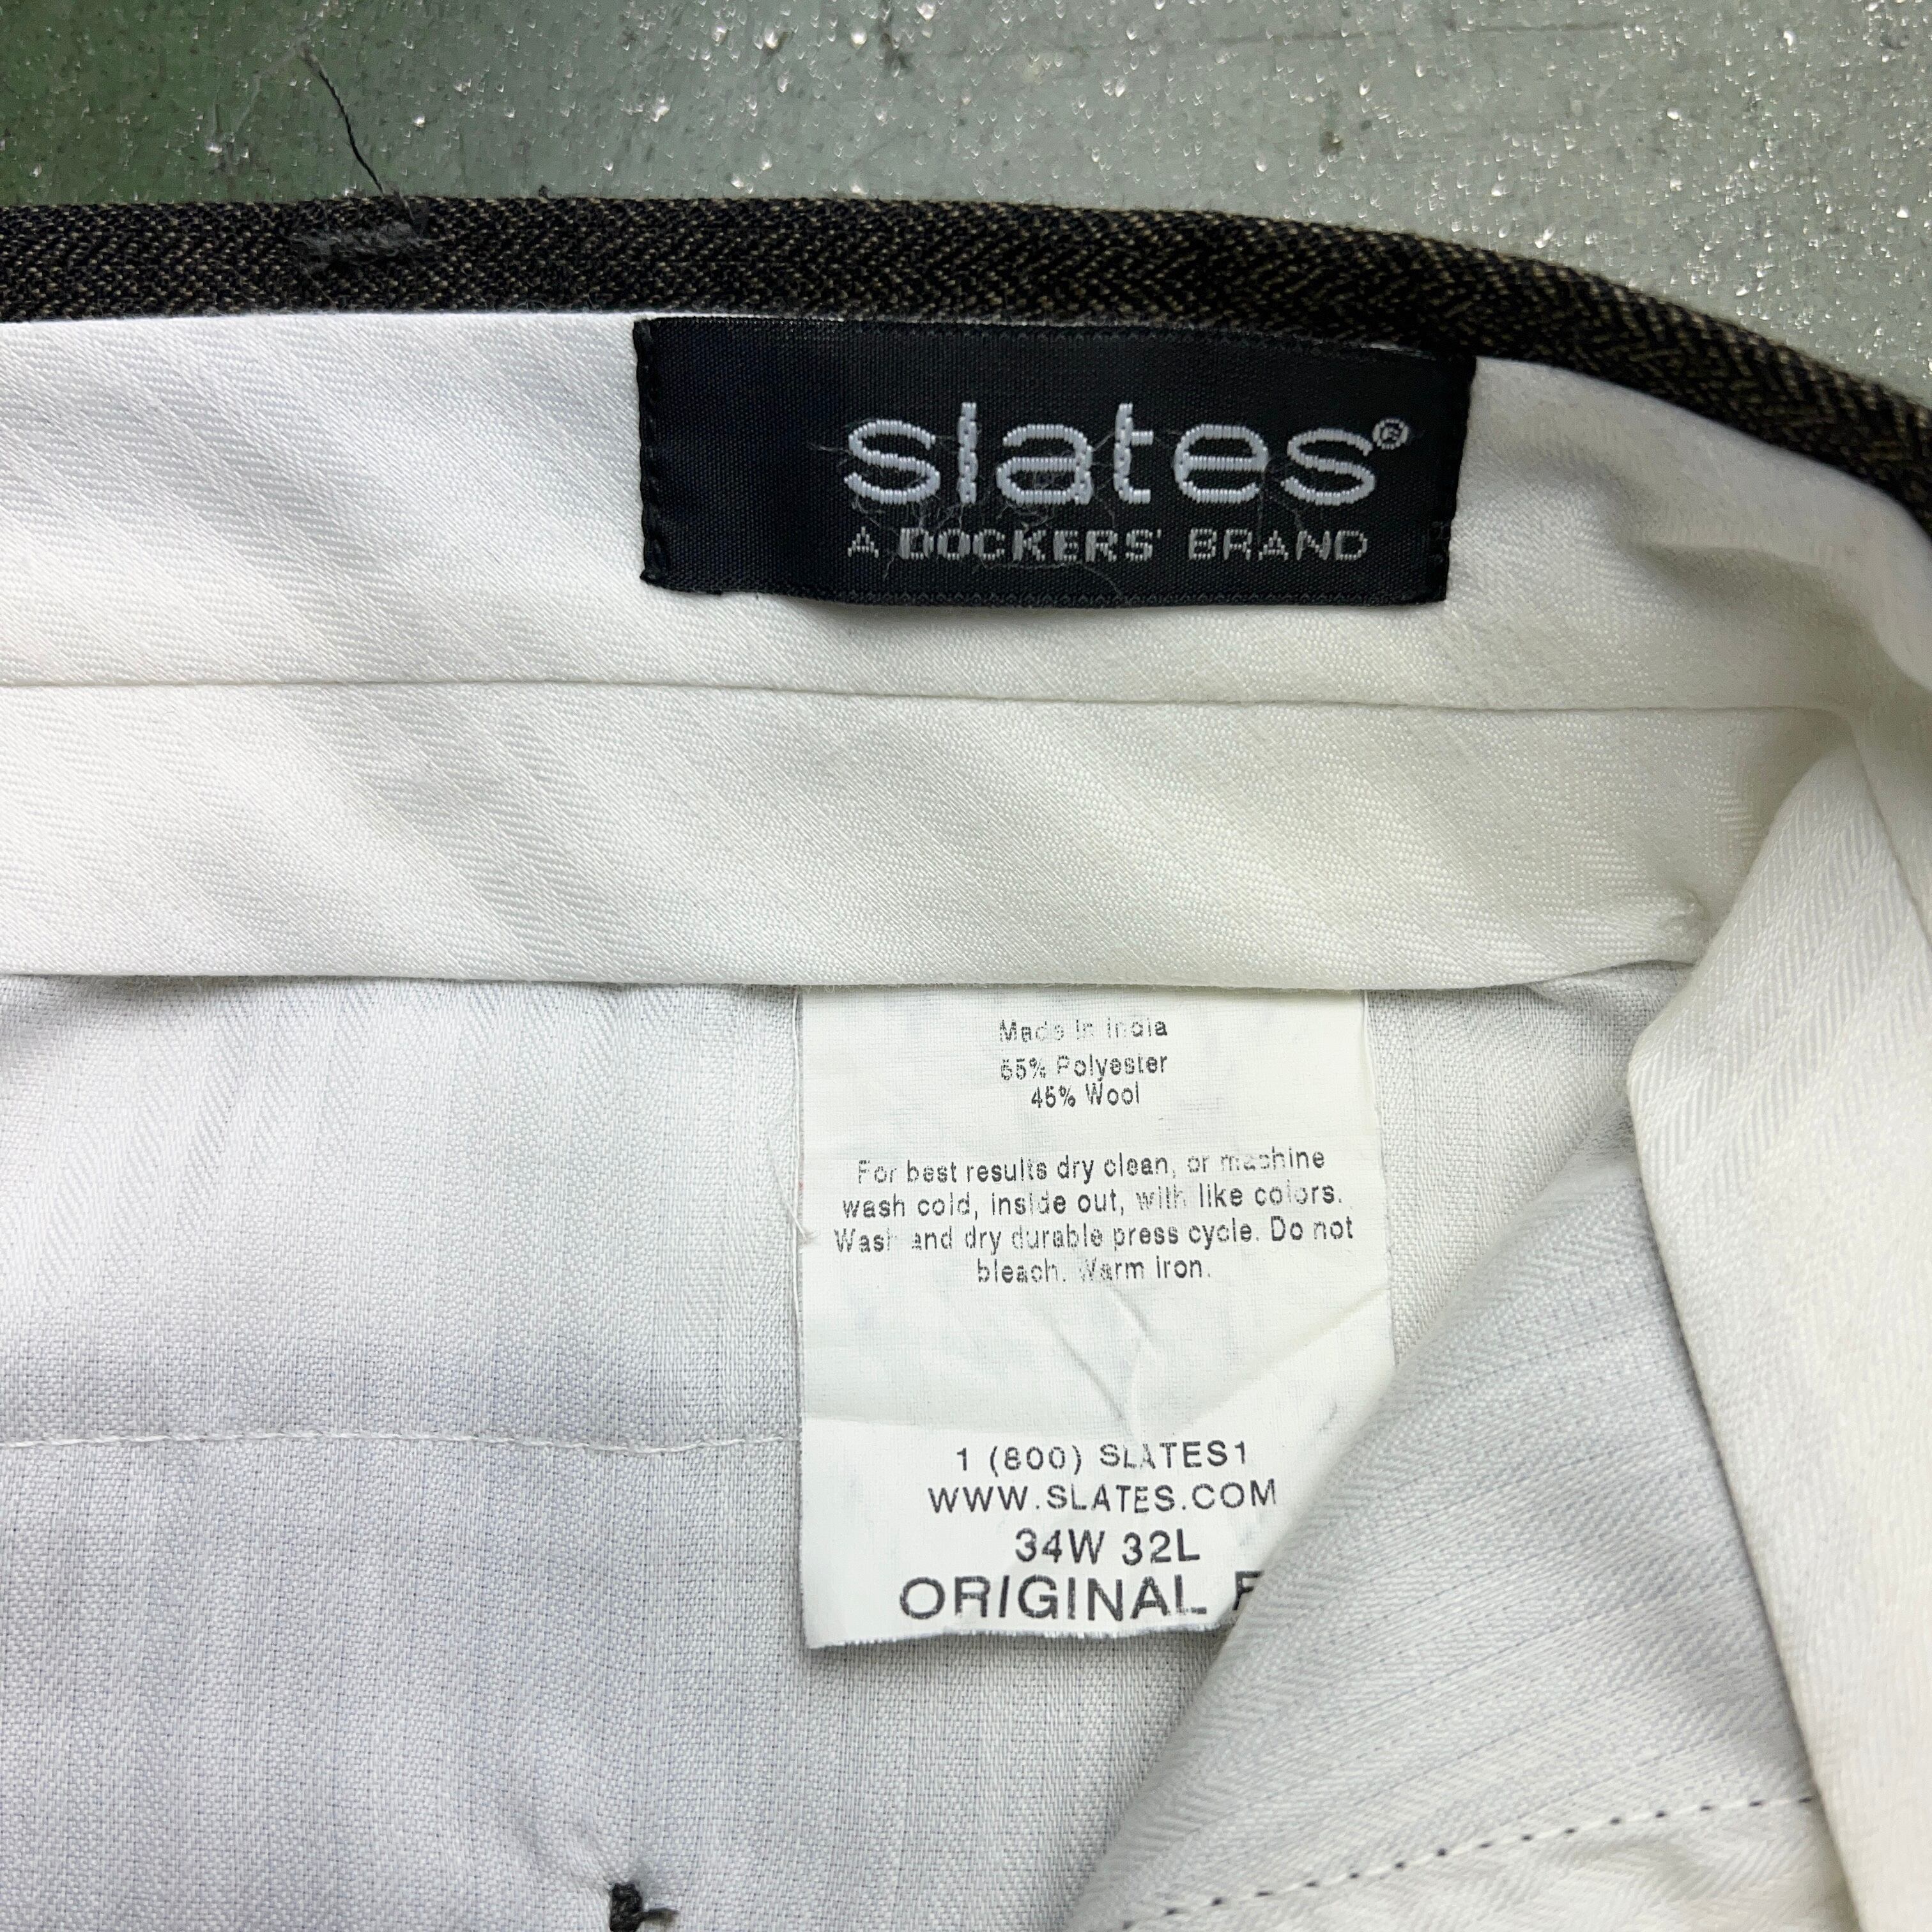 slates®
A DOCKERS' BRAND
Made in India
55% Polyester
45% Wool
For best results dry clean, or machine
wash cold, inside out, with like colors.
Wash and dry durable press cycle. Do not
bleach. Warm iron.
1 (800) SLATES1
WWW.SLATES.COM
34W 32L
ORIGINAL